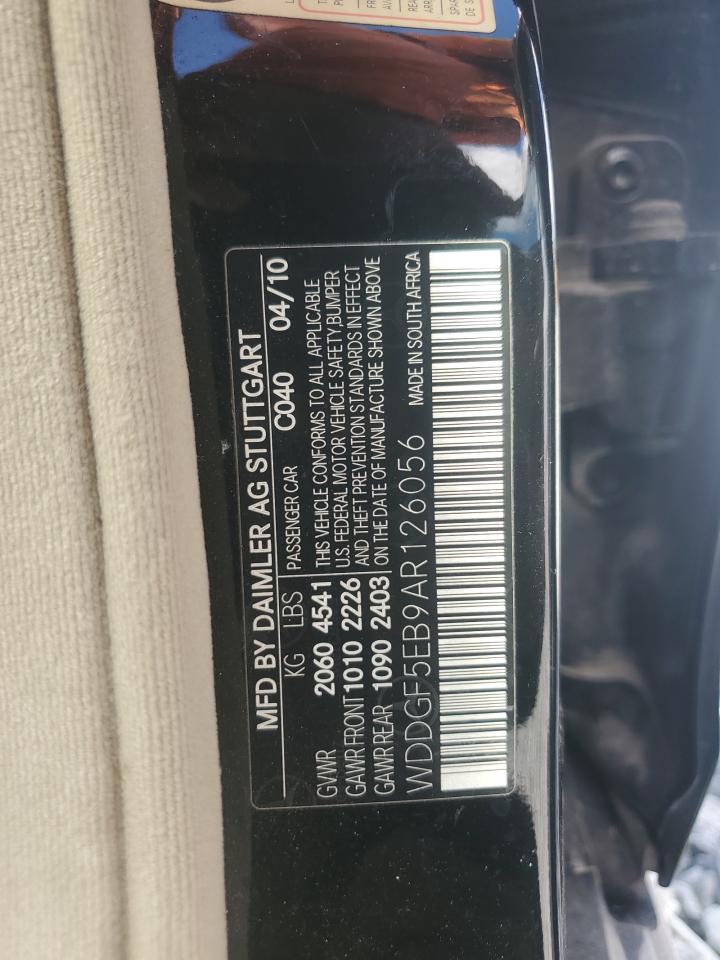 MFD BY DAIMLER AG STUTTGART
KG LBS PASSENGER CAR C040 04/10
GVWR 2060 4541 THIS VEHICLE CONFORMS TO ALL APPLICABLE
GAWR FRONT 1010 2226 U.S. FEDERAL MOTOR VEHICLE SAFETY,BUMPER
AND THEFT PREVENTION STANDARDS IN EFFECT
GAWR REAR 1090 2403 ON THE DATE OF MANUFACTURE SHOWN ABOVE
WDDGF5EB9AR126056 MADE IN SOUTH AFRICA